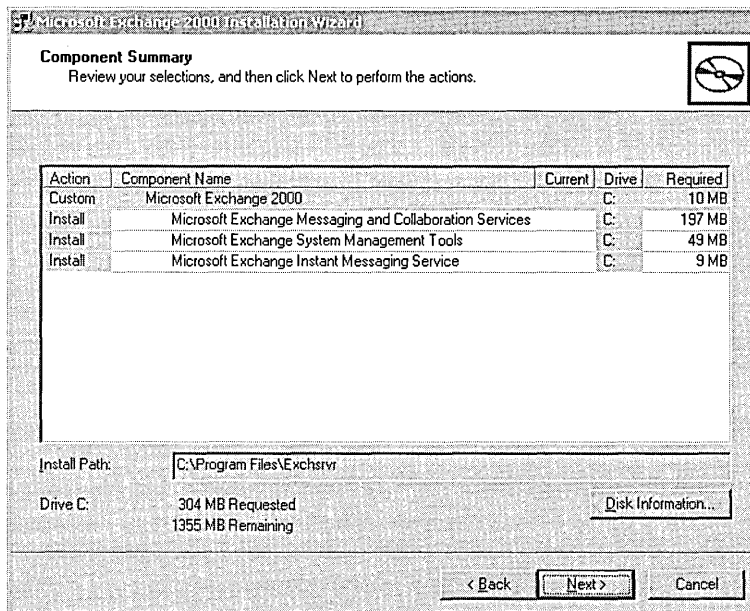 Microsoft Exchange 2000 Installation Wizard
Component Summary
Review your selections, and then click Next to perform the actions.
Action Component Name Current Drive Required
Custom Microsoft Exchange 2000 C: 10 MB
Install Microsoft Exchange Messaging and Collaboration Services C: 197 MB
Install Microsoft Exchange System Management Tools C: 49 MB
Install Microsoft Exchange Instant Messaging Service C: 9 MB
Install Path: C:\Program Files\Exchsrvr
Drive C: 304 MB Requested Disk Information...
1355 MB Remaining
< Back Next > Cancel